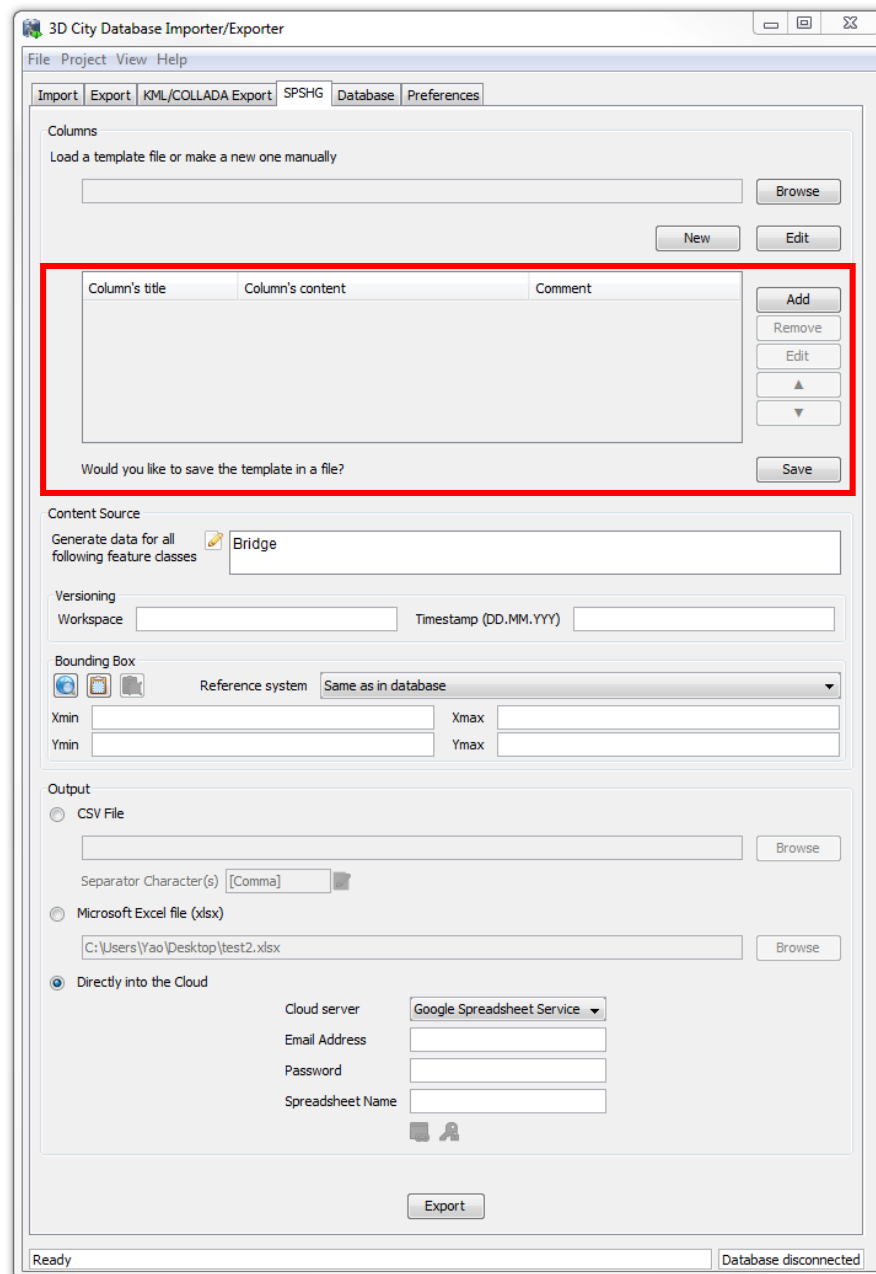 3D City Database Importer/Exporter
File Project View Help
Import Export KML/COLLADA Export SPSHG Database Preferences
Columns
Load a template file or make a new one manually
Browse
New Edit
Column's title Column's content Comment
Add
Remove
Edit
▲
▼
Would you like to save the template in a file? Save
Content Source
Generate data for all
following feature classes
Bridge
Versioning
Workspace Timestamp (DD.MM.YYY)
Bounding Box
Reference system Same as in database
Xmin Xmax
Ymin Ymax
Output
CSV File
Browse
Separator Character(s) [Comma]
Microsoft Excel file (xlsx)
C:\Users\Yao\Desktop\test2.xlsx Browse
Directly into the Cloud
Cloud server Google Spreadsheet Service
Email Address
Password
Spreadsheet Name
Export
Ready Database disconnected